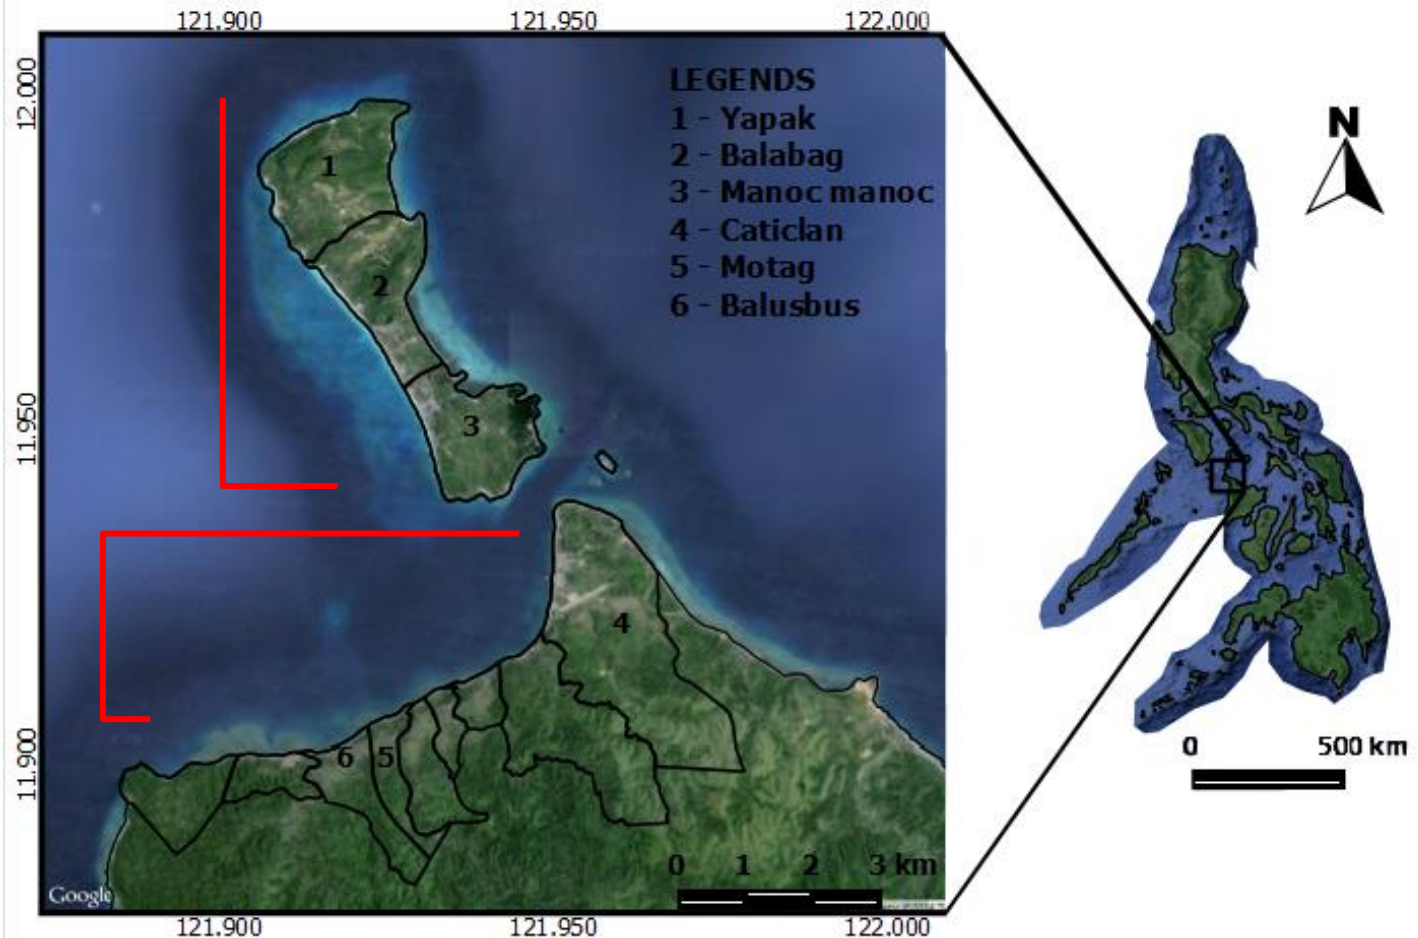 121.900 121.950 122.000
12.000
11.950
11.900
LEGENDS
1 - Yapak
2 - Balabag
3 - Manoc manoc
4 - Caticlan
5 - Motag
6 - Balusbus
1
2
3
4
6 5
0 1 2 3 km
Google
121.900 121.950 122.000
N
0 500 km